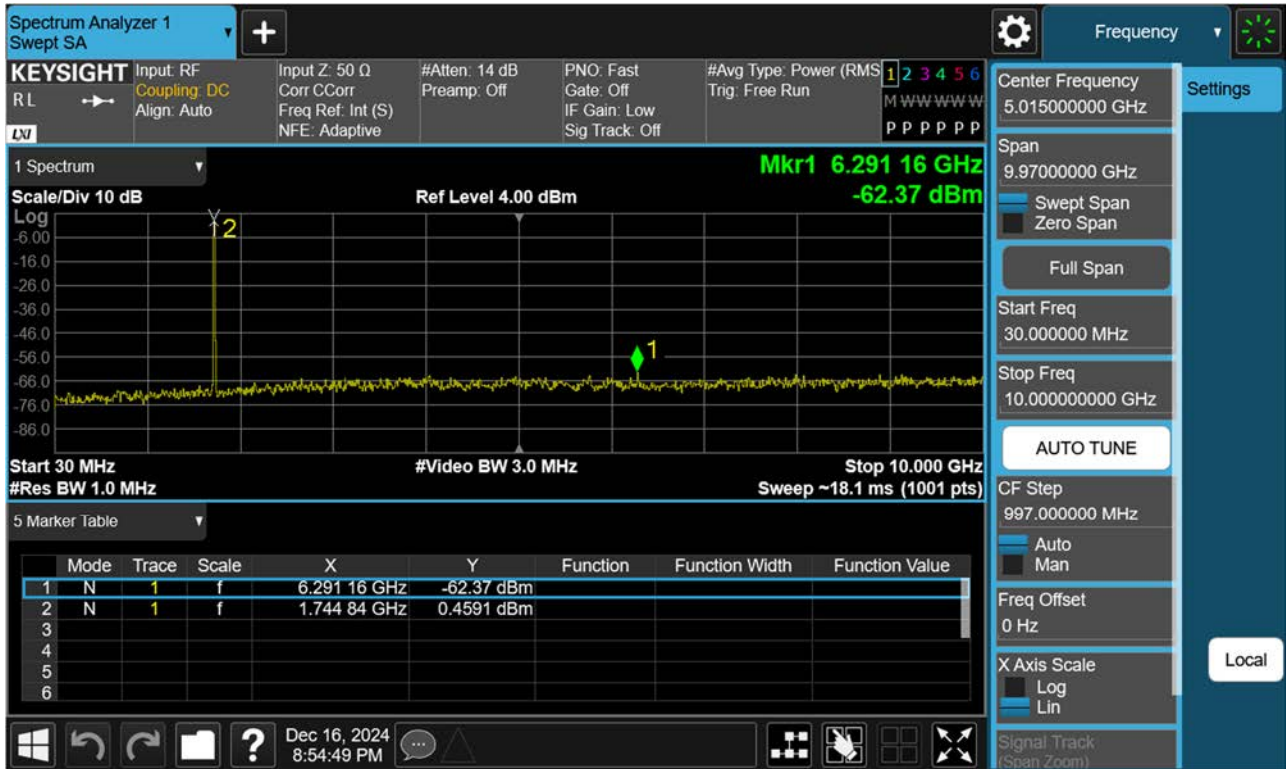 Spectrum Analyzer 1
Swept SA
+
Frequency
KEYSIGHT
RL
LXI
Input: RF
Coupling: DC
Align: Auto
Input Z: 50 Ω
Corr CCorr
Freq Ref: Int (S)
NFE: Adaptive
#Atten: 14 dB
Preamp: Off
PNO: Fast
Gate: Off
IF Gain: Low
Sig Track: Off
#Avg Type: Power (RMS
Trig: Free Run
1 2 3 4 5 6
M W W W W W
P P P P P P
1 Spectrum
Scale/Div 10 dB
Ref Level 4.00 dBm
Mkr1 6.291 16 GHz
-62.37 dBm
Log
-6.00
-16.0
-26.0
-36.0
-46.0
-56.0
-66.0
-76.0
-86.0
2
1
Start 30 MHz
#Video BW 3.0 MHz
Stop 10.000 GHz
#Res BW 1.0 MHz
Sweep ~18.1 ms (1001 pts)
5 Marker Table
Mode Trace Scale X Y Function Function Width Function Value
1 N 1 f 6.291 16 GHz -62.37 dBm
2 N 1 f 1.744 84 GHz 0.4591 dBm
3
4
5
6
?
Dec 16, 2024
8:54:49 PM
Center Frequency
5.015000000 GHz
Settings
Span
9.97000000 GHz
Swept Span
Zero Span
Full Span
Start Freq
30.000000 MHz
Stop Freq
10.000000000 GHz
AUTO TUNE
CF Step
997.000000 MHz
Auto
Man
Freq Offset
0 Hz
X Axis Scale
Log
Lin
Local
Signal Track
(Span Zoom)